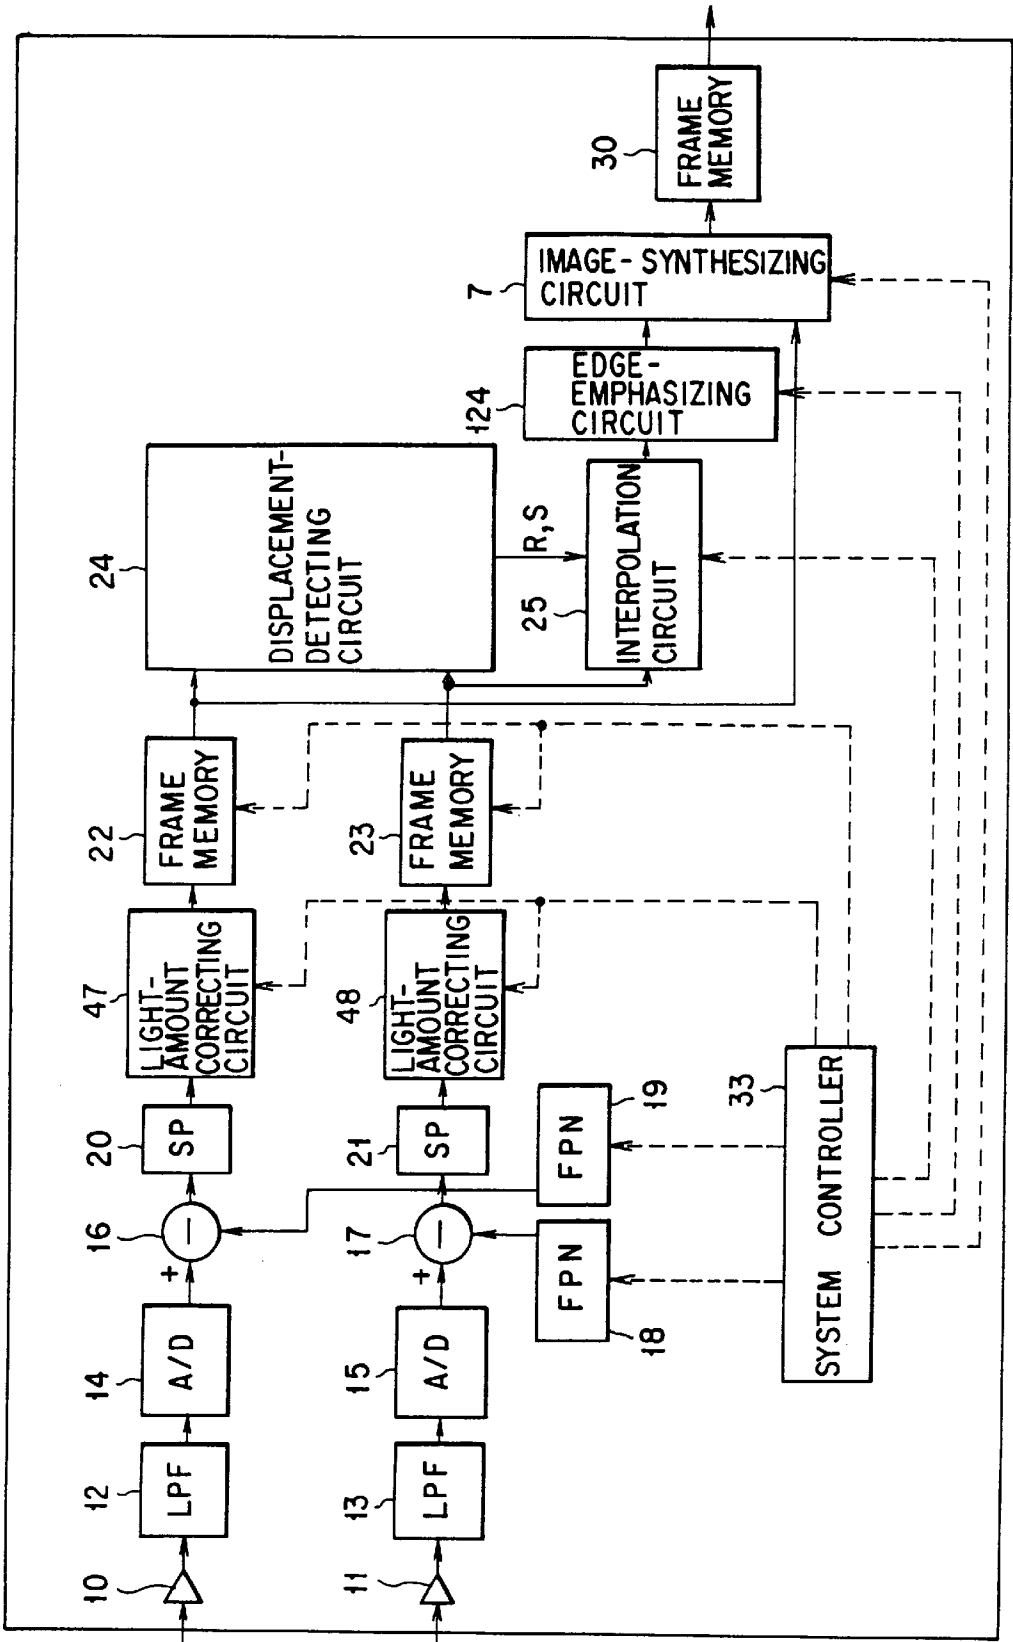 10
12
LPF
14
A/D
+
16
−
20
SP
47
LIGHT-
AMOUNT
CORRECTING
CIRCUIT
22
FRAME
MEMORY
24
DISPLACEMENT-
DETECTING
CIRCUIT
11
13
LPF
15
A/D
+
17
−
21
SP
48
LIGHT-
AMOUNT
CORRECTING
CIRCUIT
23
FRAME
MEMORY
R,S
25
INTERPOLATION
CIRCUIT
124
EDGE-
EMPHASIZING
CIRCUIT
7
IMAGE-SYNTHESIZING
CIRCUIT
30
FRAME
MEMORY
18
FPN
FPN
19
33
SYSTEM CONTROLLER